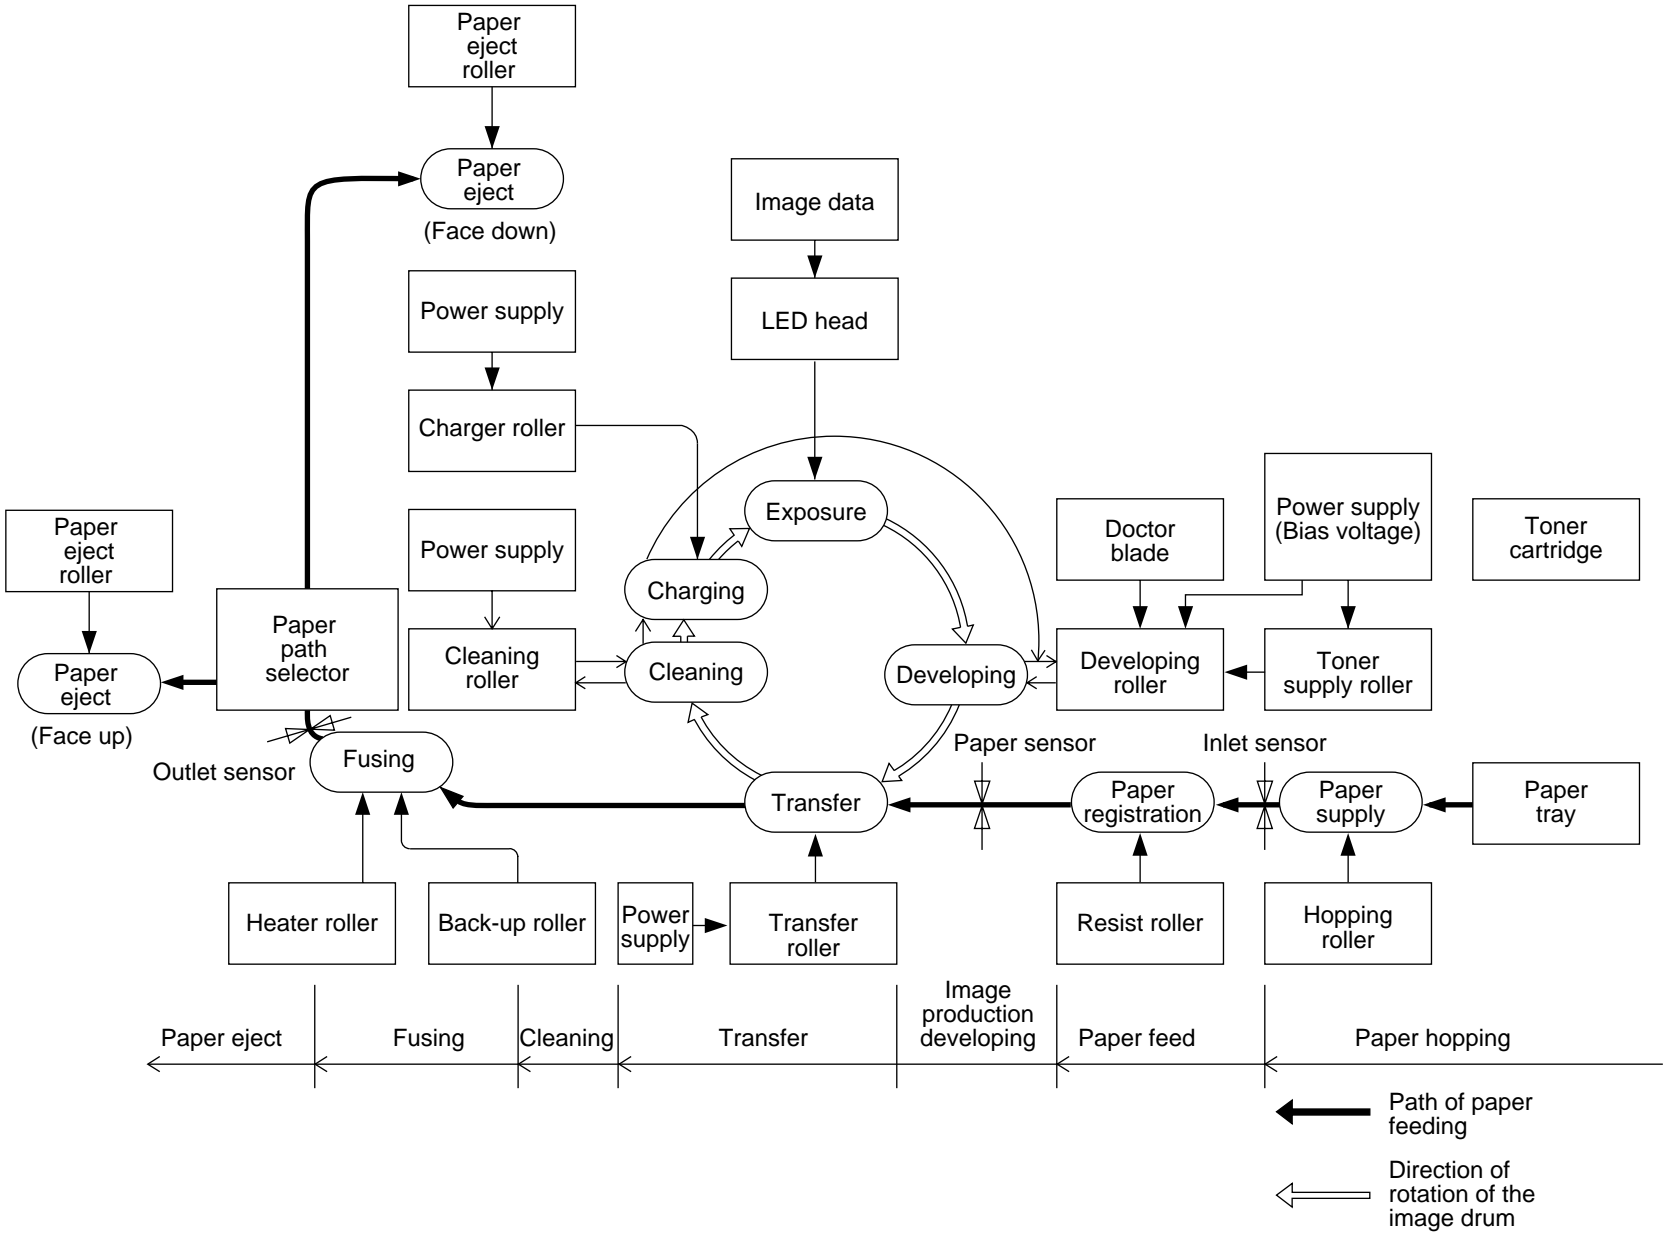 Paper
eject
roller
Paper
eject
(Face down)
Image data
Power supply
LED head
Charger roller
Exposure
Power supply
(Bias voltage)
Toner
cartridge
Doctor
blade
Paper
eject
roller
Power supply
Charging
Paper
path
selector
Cleaning
roller
Cleaning
Developing
Developing
roller
Toner
supply roller
Paper
eject
(Face up)
Outlet sensor
Fusing
Paper sensor
Inlet sensor
Transfer
Paper
registration
Paper
supply
Paper
tray
Heater roller
Back-up roller
Power
supply
Transfer
roller
Resist roller
Hopping
roller
Paper eject
Fusing
Cleaning
Transfer
Image
production
developing
Paper feed
Paper hopping
Path of paper
feeding
Direction of
rotation of the
image drum